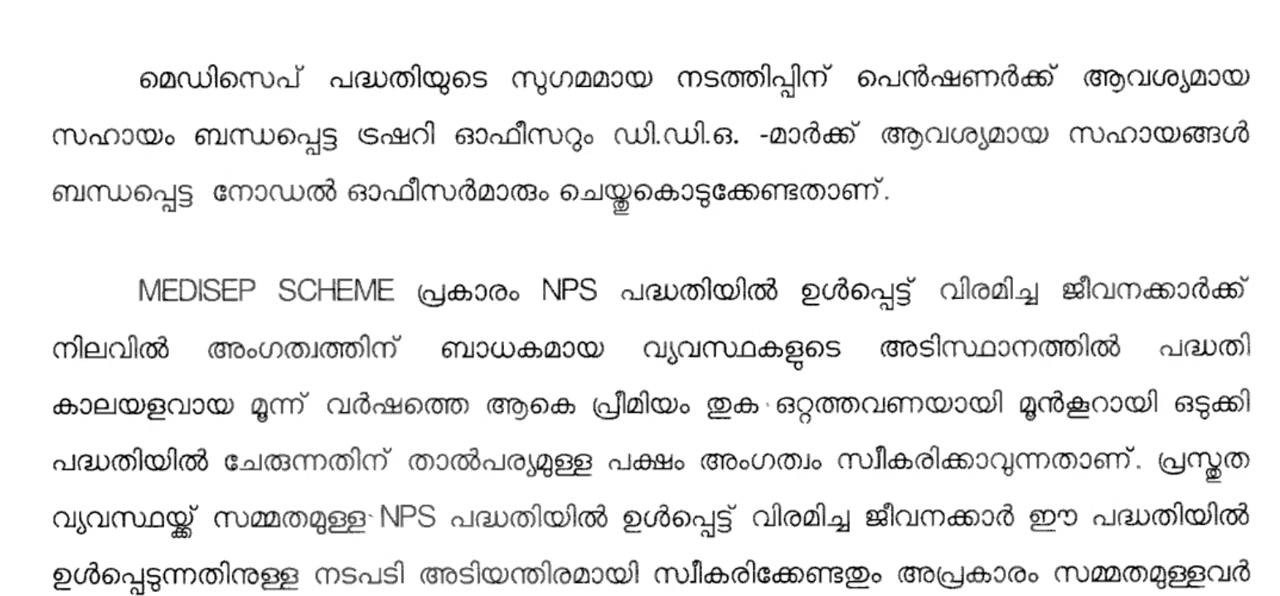 മെഡിസെപ് പദ്ധതിയുടെ സുഗമമായ നടത്തിപ്പിന് പെൻഷണർക്ക് ആവശ്യമായ
സഹായം ബന്ധപ്പെട്ട ട്രഷറി ഓഫീസറും ഡി.ഡി.ഒ. -മാർക്ക് ആവശ്യമായ സഹായങ്ങൾ
ബന്ധപ്പെട്ട നോഡൽ ഓഫീസർമാരും ചെയ്തുകൊടുക്കേണ്ടതാണ്.
MEDISEP SCHEME പ്രകാരം NPS പദ്ധതിയിൽ ഉൾപ്പെട്ട് വിരമിച്ച ജീവനക്കാർക്ക്
നിലവിൽ അംഗത്വത്തിന് ബാധകമായ വ്യവസ്ഥകളുടെ അടിസ്ഥാനത്തിൽ പദ്ധതി
കാലയളവായ മൂന്ന് വർഷത്തെ ആകെ പ്രീമിയം തുക ഒറ്റത്തവണയായി മുൻകൂറായി ഒടുക്കി
പദ്ധതിയിൽ ചേരുന്നതിന് താൽപര്യമുള്ള പക്ഷം അംഗത്വം സ്വീകരിക്കാവുന്നതാണ്. പ്രസ്തുത
വ്യവസ്ഥയ്ക്ക് സമ്മതമുള്ള NPS പദ്ധതിയിൽ ഉൾപ്പെട്ട് വിരമിച്ച ജീവനക്കാർ ഈ പദ്ധതിയിൽ
ഉൾപ്പെടുന്നതിനുള്ള നടപടി അടിയന്തിരമായി സ്വീകരിക്കേണ്ടതും അപ്രകാരം സമ്മതമുള്ളവർ